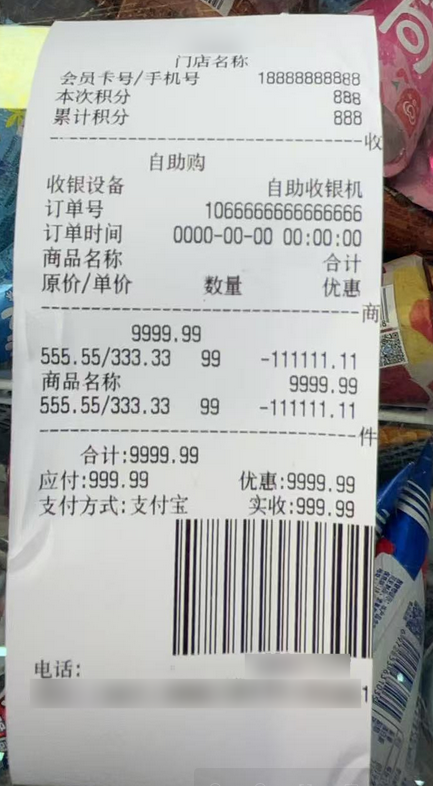 门店名称
会员卡号/手机号 18888888888
本次积分 888
累计积分 888
--------------------------------收
自助购
收银设备 自助收银机
订单号 1066666666666666
订单时间 0000-00-00 00:00:00
商品名称 合计
原价/单价 数量 优惠
--------------------------------商
9999.99
555.55/333.33 99 -111111.11
商品名称 9999.99
555.55/333.33 99 -111111.11
--------------------------------件
合计:9999.99
应付:999.99 优惠:9999.99
支付方式:支付宝 实收:999.99
电话:
1
可